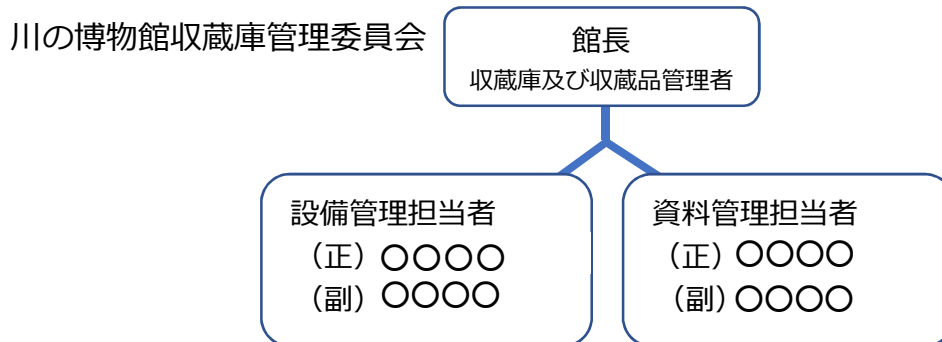 川の博物館収蔵庫管理委員会
館長
収蔵庫及び収蔵品管理者
設備管理担当者
（正）〇〇〇〇
（副）〇〇〇〇
資料管理担当者
（正）〇〇〇〇
（副）〇〇〇〇